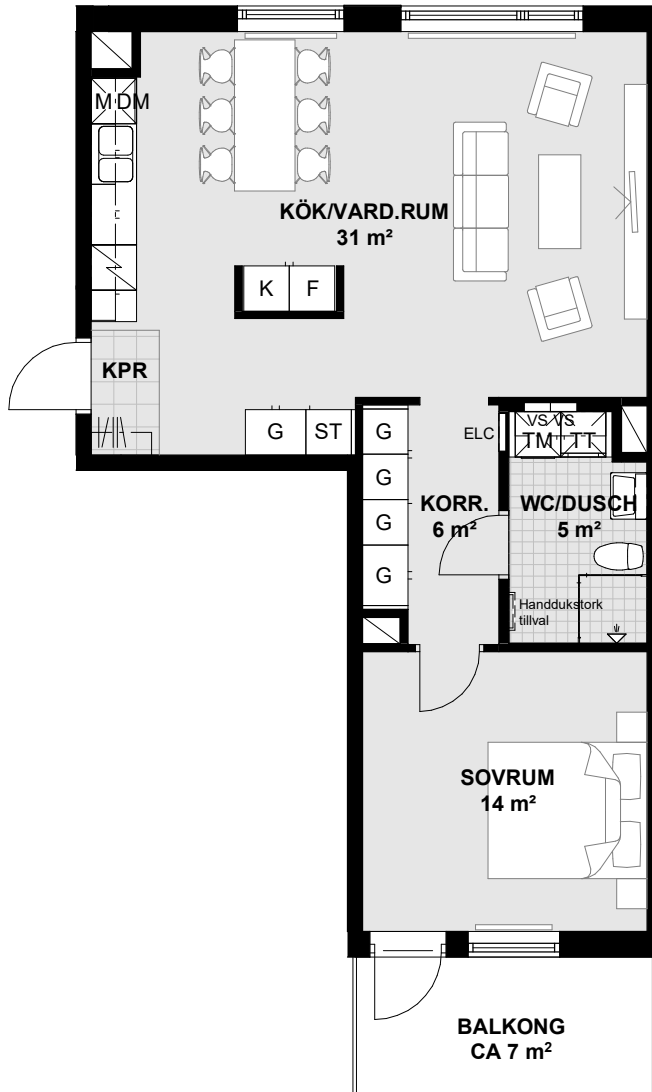 M DM
KÖK/VARD.RUM
31 m²
K F
KPR
G ST
G
ELC
VS VS
TM TT
G
KORR.
6 m²
WC/DUSCH
5 m²
G
G
Handdukstork
tillval
SOVRUM
14 m²
BALKONG
CA 7 m²